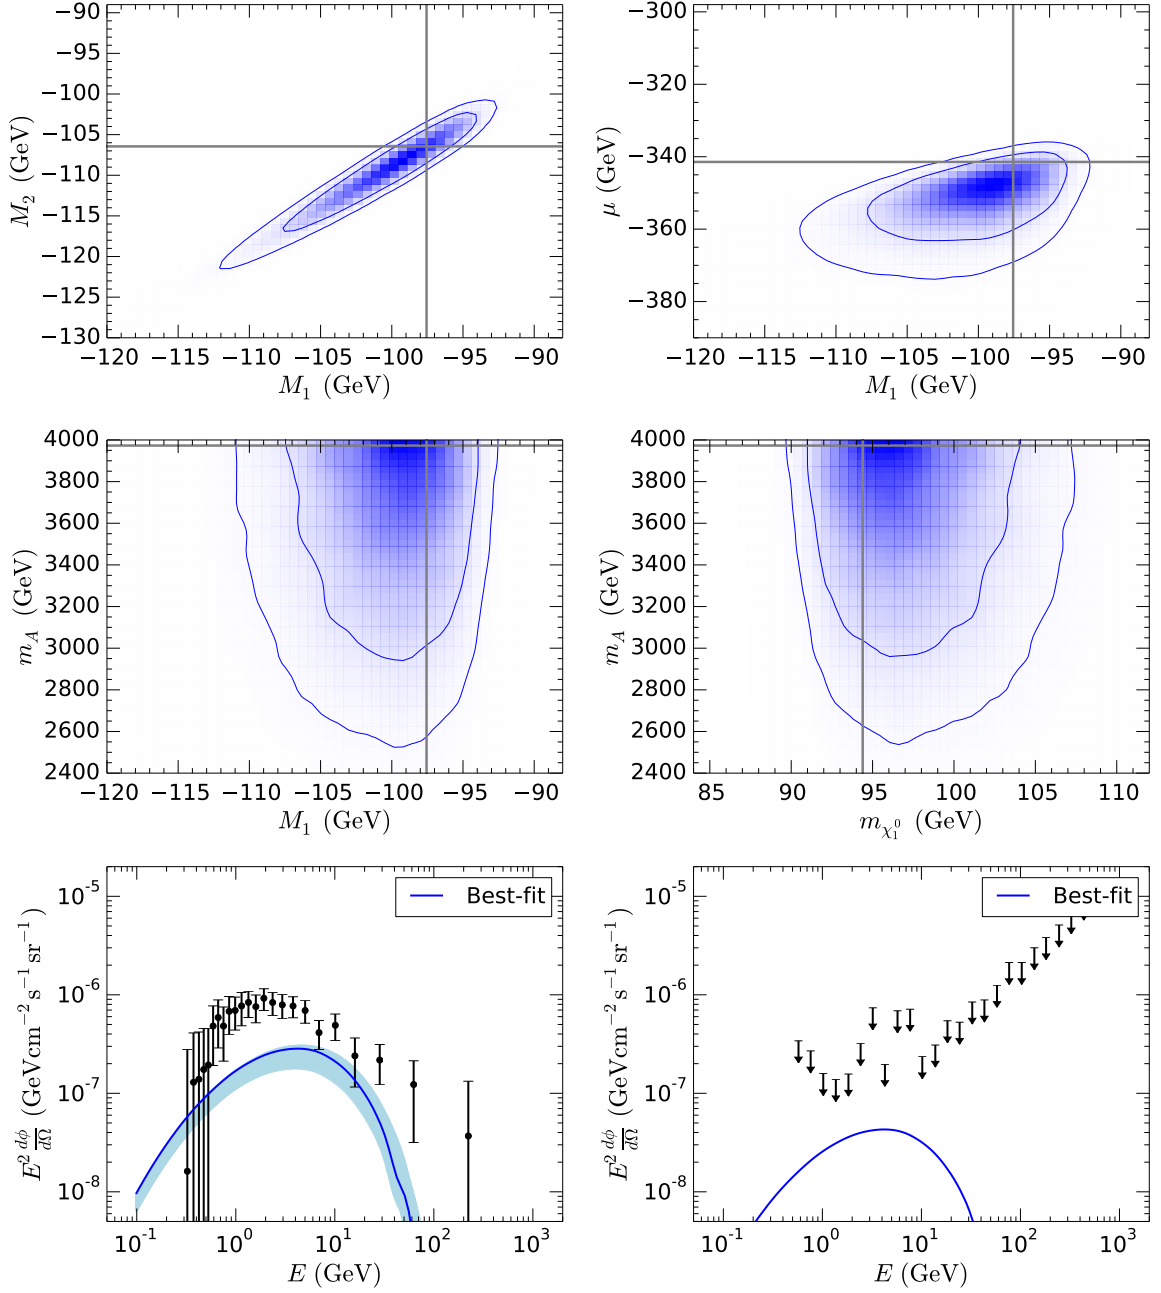 −90
−95
−100
−105
−110
−115
−120
−125
−130
M₂ (GeV)
−120 −115 −110 −105 −100 −95 −90
M₁ (GeV)
−300
−320
−340
−360
−380
μ (GeV)
−120 −115 −110 −105 −100 −95 −90
M₁ (GeV)
4000
3800
3600
3400
3200
3000
2800
2600
2400
m_A (GeV)
−120 −115 −110 −105 −100 −95 −90
M₁ (GeV)
4000
3800
3600
3400
3200
3000
2800
2600
2400
m_A (GeV)
85 90 95 100 105 110
m_{χ₁⁰} (GeV)
Best-fit
10⁻⁵
10⁻⁶
10⁻⁷
10⁻⁸
E² dϕ/dΩ (GeVcm⁻²s⁻¹sr⁻¹)
10⁻¹ 10⁰ 10¹ 10² 10³
E (GeV)
Best-fit
10⁻⁵
10⁻⁶
10⁻⁷
10⁻⁸
E² dϕ/dΩ (GeVcm⁻²s⁻¹sr⁻¹)
10⁻¹ 10⁰ 10¹ 10² 10³
E (GeV)